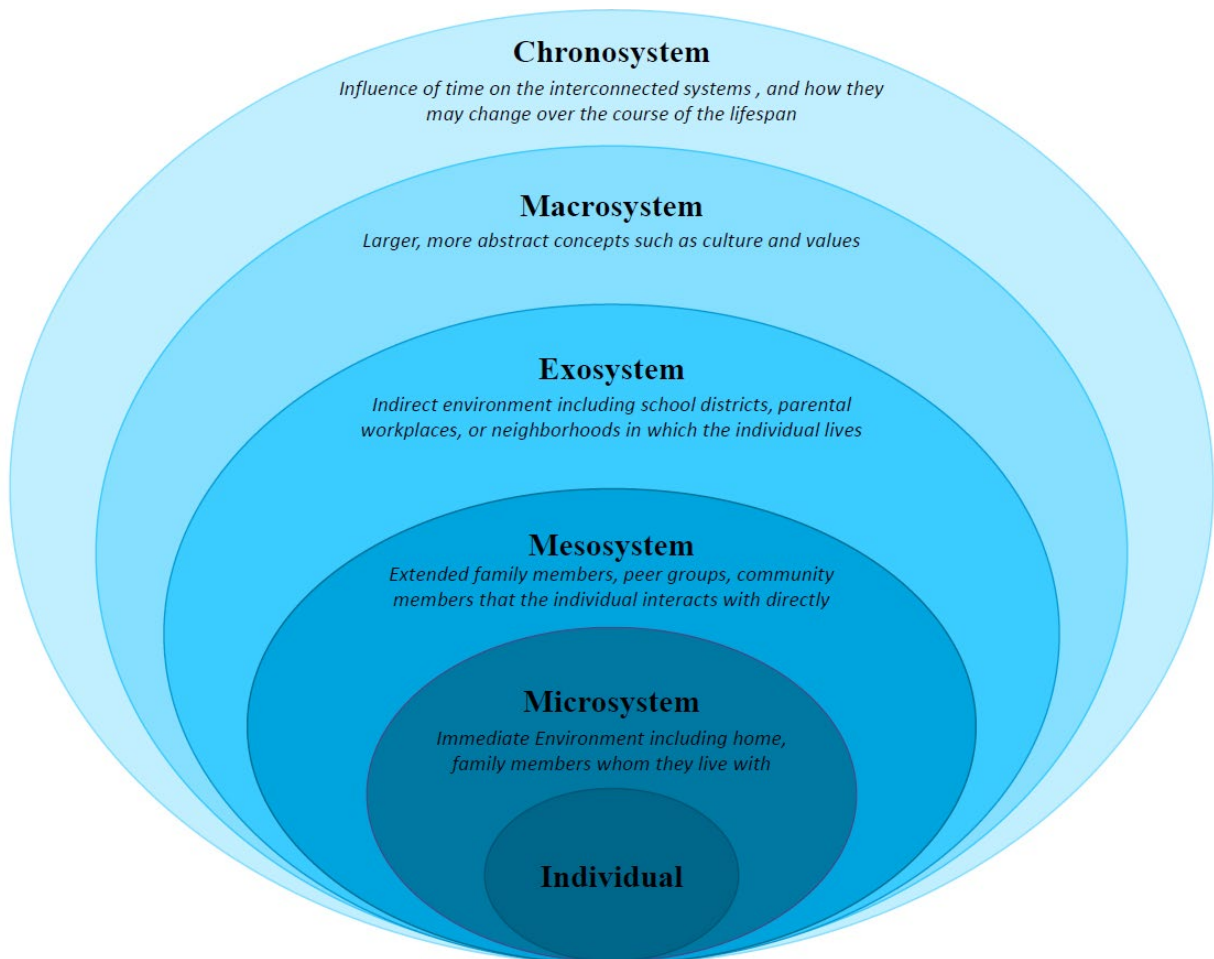 Chronosystem
Influence of time on the interconnected systems , and how they
may change over the course of the lifespan
Macrosystem
Larger, more abstract concepts such as culture and values
Exosystem
Indirect environment including school districts, parental
workplaces, or neighborhoods in which the individual lives
Mesosystem
Extended family members, peer groups, community
members that the individual interacts with directly
Microsystem
Immediate Environment including home,
family members whom they live with
Individual